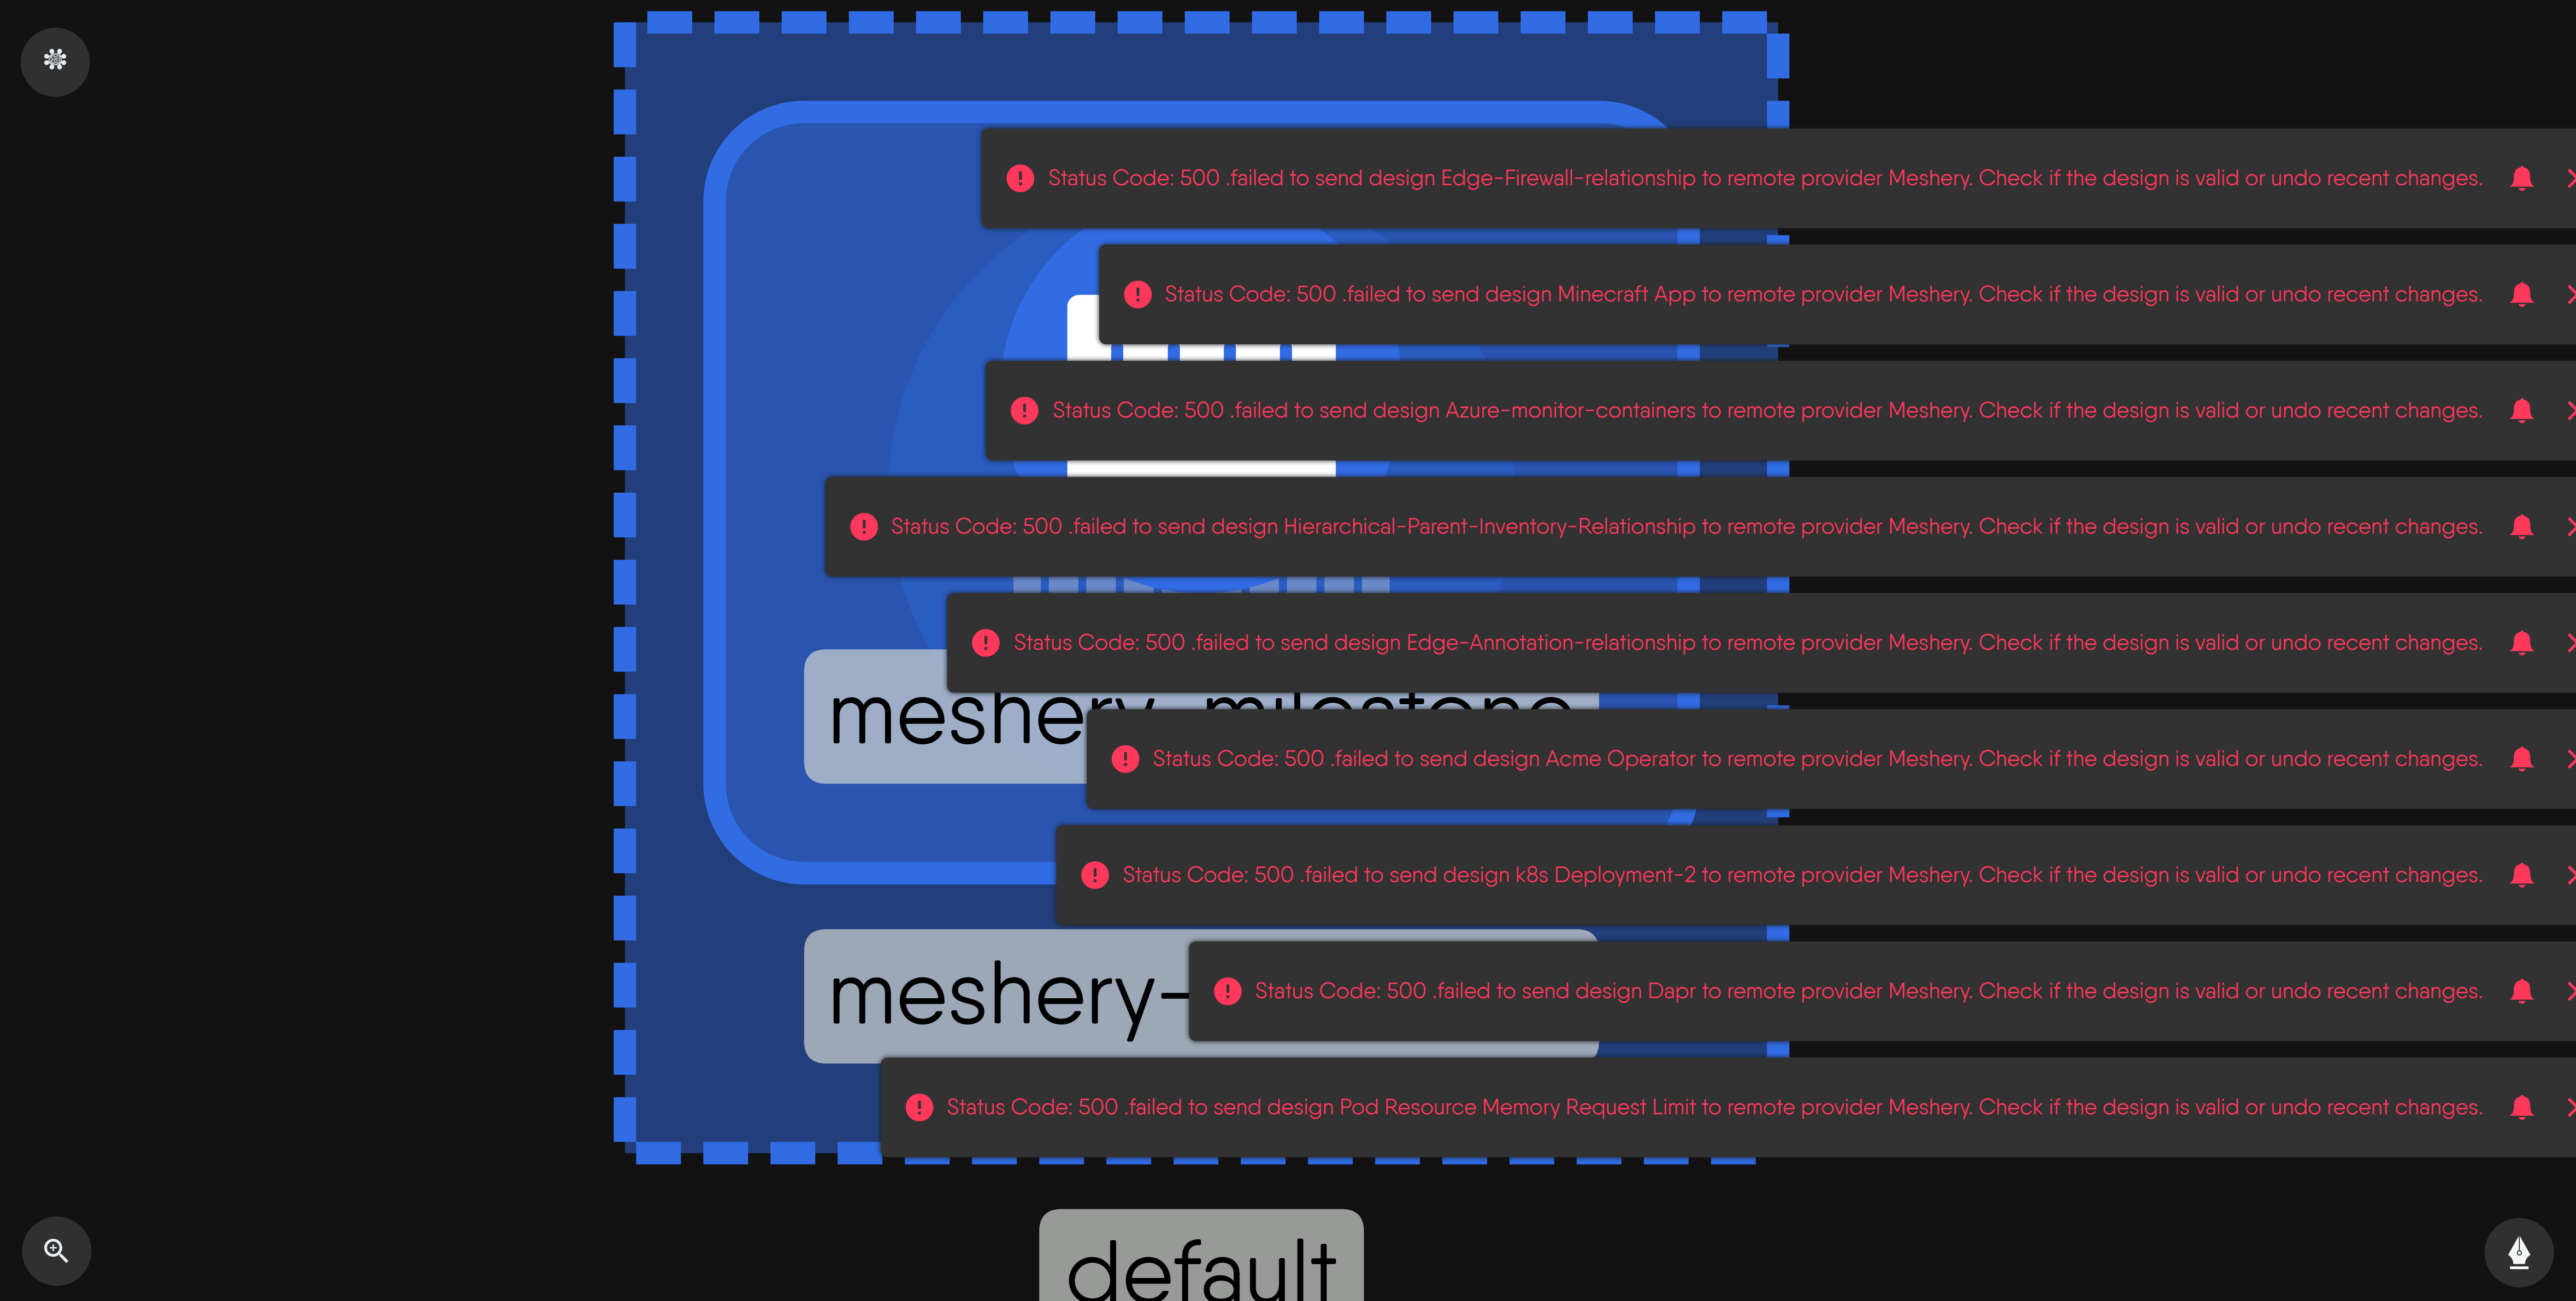 Status Code: 500 .failed to send design Edge-Firewall-relationship to remote provider Meshery. Check if the design is valid or undo recent changes.
Status Code: 500 .failed to send design Minecraft App to remote provider Meshery. Check if the design is valid or undo recent changes.
Status Code: 500 .failed to send design Azure-monitor-containers to remote provider Meshery. Check if the design is valid or undo recent changes.
Status Code: 500 .failed to send design Hierarchical-Parent-Inventory-Relationship to remote provider Meshery. Check if the design is valid or undo recent changes.
Status Code: 500 .failed to send design Edge-Annotation-relationship to remote provider Meshery. Check if the design is valid or undo recent changes.
meshery
Status Code: 500 .failed to send design Acme Operator to remote provider Meshery. Check if the design is valid or undo recent changes.
Status Code: 500 .failed to send design k8s Deployment-2 to remote provider Meshery. Check if the design is valid or undo recent changes.
meshery-
Status Code: 500 .failed to send design Dapr to remote provider Meshery. Check if the design is valid or undo recent changes.
Status Code: 500 .failed to send design Pod Resource Memory Request Limit to remote provider Meshery. Check if the design is valid or undo recent changes.
default